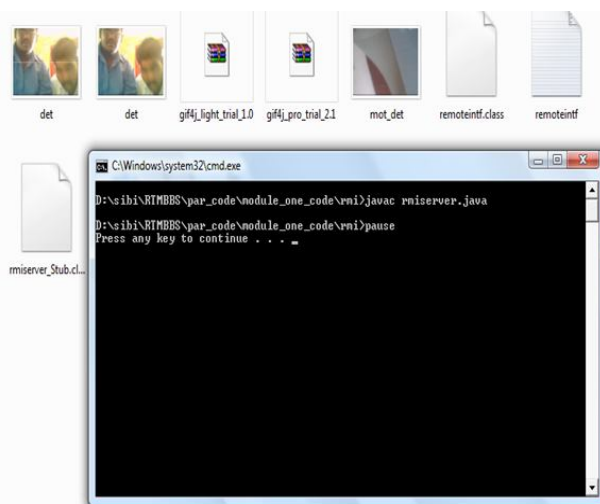 det
det
gif4j_light_trial_1.0
gif4j_pro_trial_2.1
mot_det
remoteintf.class
remoteintf
rmiserver_Stub.cl...
C:\Windows\system32\cmd.exe
D:\sibi\RTMBBS\par_code\module_one_code\rmi>javac rmiserver.java
D:\sibi\RTMBBS\par_code\module_one_code\rmi>pause
Press any key to continue . . . _